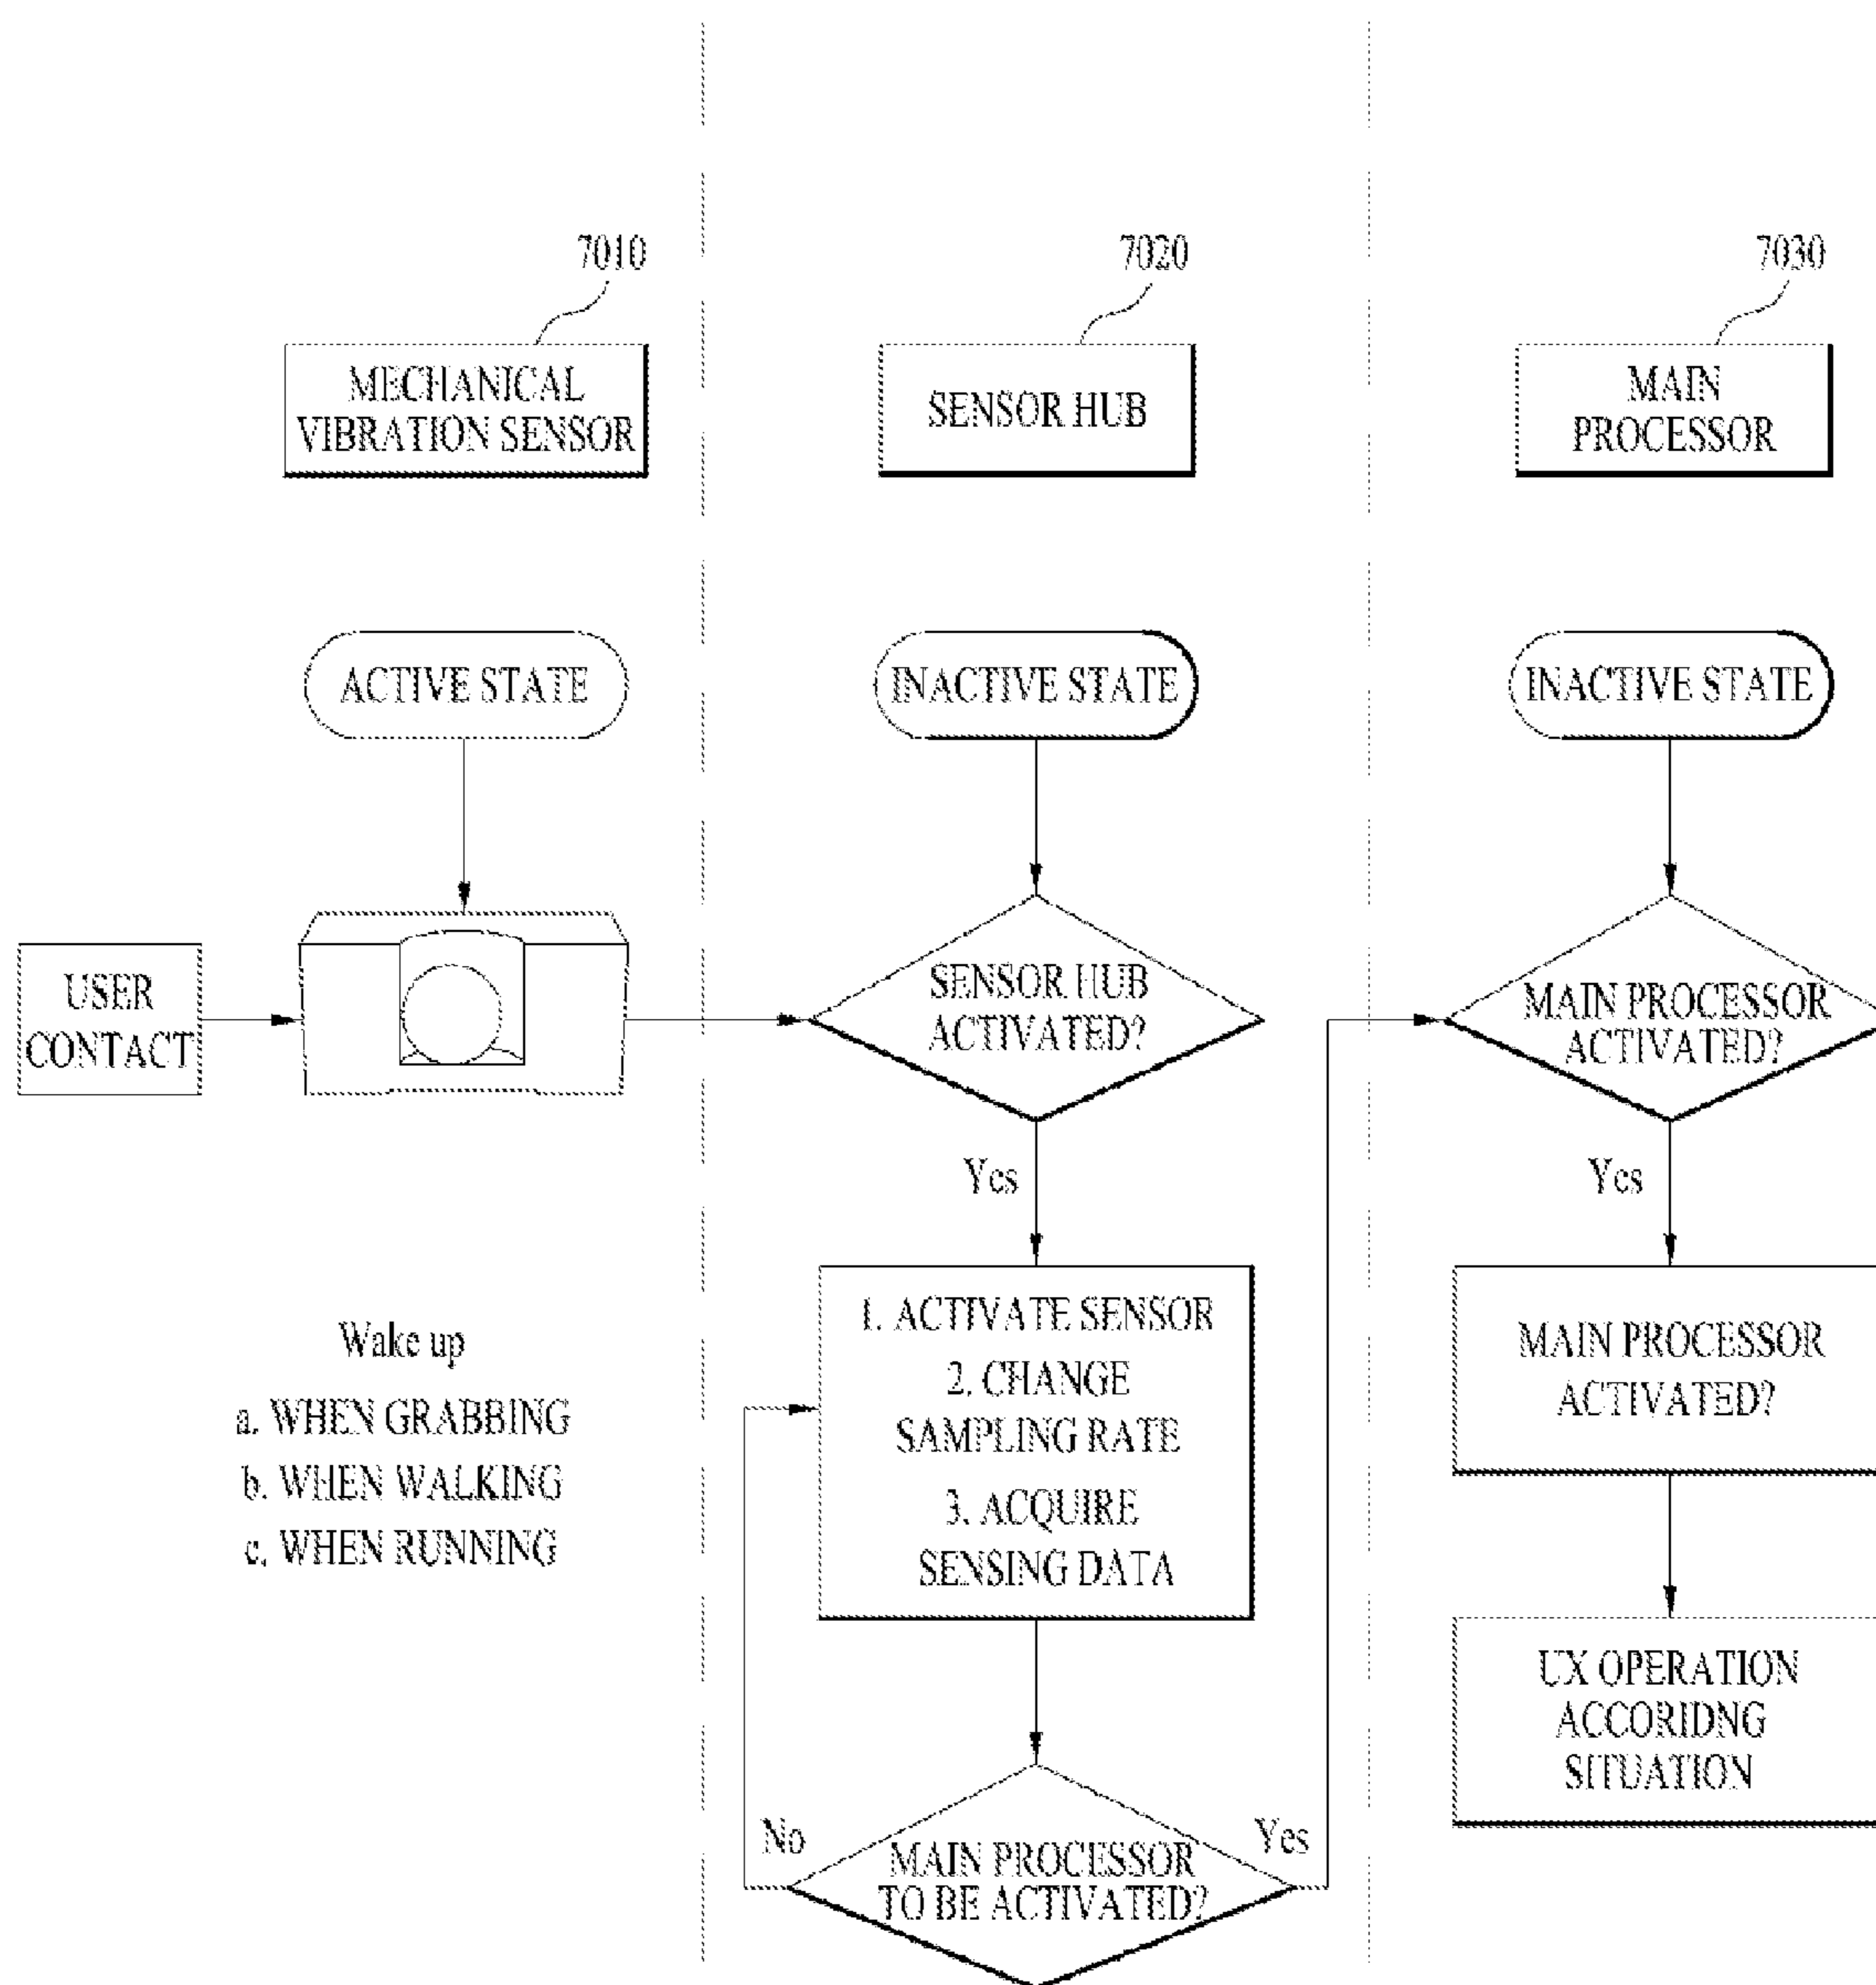 7010
7020
7030
MECHANICAL
VIBRATION SENSOR
SENSOR HUB
MAIN
PROCESSOR
ACTIVE STATE
INACTIVE STATE
INACTIVE STATE
USER
CONTACT
SENSOR HUB
ACTIVATED?
MAIN PROCESSOR
ACTIVATED?
Yes
Yes
Wake up
a. WHEN GRABBING
b. WHEN WALKING
c. WHEN RUNNING
1. ACTIVATE SENSOR
2. CHANGE
SAMPLING RATE
3. ACQUIRE
SENSING DATA
MAIN PROCESSOR
ACTIVATED?
UX OPERATION
ACCORIDNG
SITUATION
No
MAIN PROCESSOR
TO BE ACTIVATED?
Yes